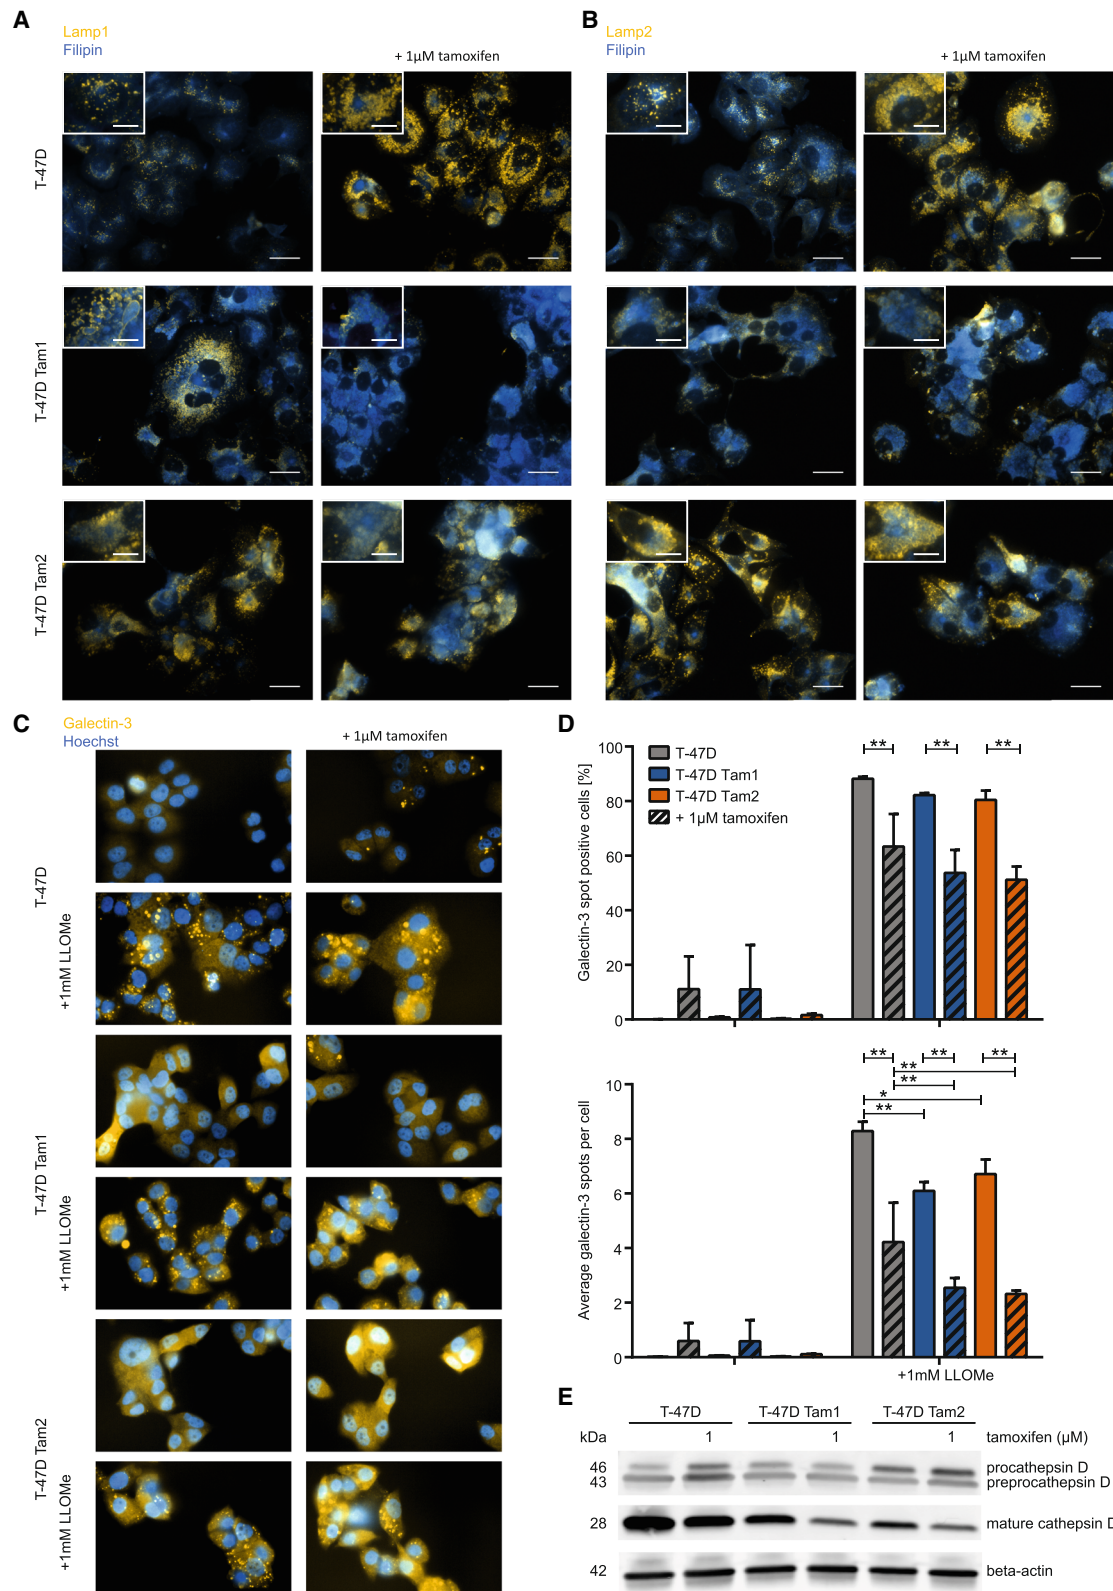 A
Lamp1
Filipin
+ 1µM tamoxifen
T-47D
T-47D Tam1
T-47D Tam2
B
Lamp2
Filipin
+ 1µM tamoxifen
C
Galectin-3
Hoechst
+ 1µM tamoxifen
T-47D
+1mM LLOMe
T-47D Tam1
+1mM LLOMe
T-47D Tam2
+1mM LLOMe
D
Galectin-3 spot positive cells [%]
100
80
60
40
20
0
T-47D
T-47D Tam1
T-47D Tam2
+ 1µM tamoxifen
** ** **
Average galectin-3 spots per cell
10
8
6
4
2
0
** ** **
**
**
*
**
+1mM LLOMe
E
T-47D T-47D Tam1 T-47D Tam2
kDa 1 1 1 tamoxifen (µM)
46 procathepsin D
43 preprocathepsin D
28 mature cathepsin D
42 beta-actin